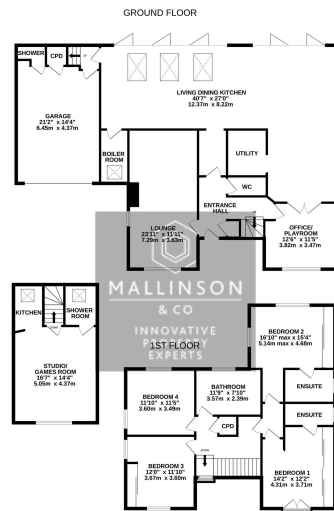 GROUND FLOOR
SHOWER
CPD
UP
GARAGE
21'2" x 14'4"
6.45m x 4.37m
LIVING DINING KITCHEN
40'7" x 27'0"
12.37m x 8.22m
BOILER
ROOM
UTILITY
WC
LOUNGE
23'11" x 11'11"
7.29m x 3.63m
ENTRANCE
HALL
OFFICE/
PLAYROOM
12'6" x 11'5"
3.82m x 3.47m
MALLINSON
& CO
INNOVATIVE
PROPERTY
EXPERTS
1ST FLOOR
KITCHEN
SHOWER
ROOM
DOWN
STUDIO/
GAMES ROOM
16'7" x 14'4"
5.05m x 4.37m
BEDROOM 2
16'10" max x 15'4"
5.14m max x 4.68m
BEDROOM 4
11'10" x 11'5"
3.60m x 3.49m
BATHROOM
11'9" x 7'10"
3.57m x 2.39m
ENSUITE
ENSUITE
CPD
DOWN
BEDROOM 3
12'0" x 11'10"
3.67m x 3.60m
BEDROOM 1
14'2" x 12'2"
4.31m x 3.71m